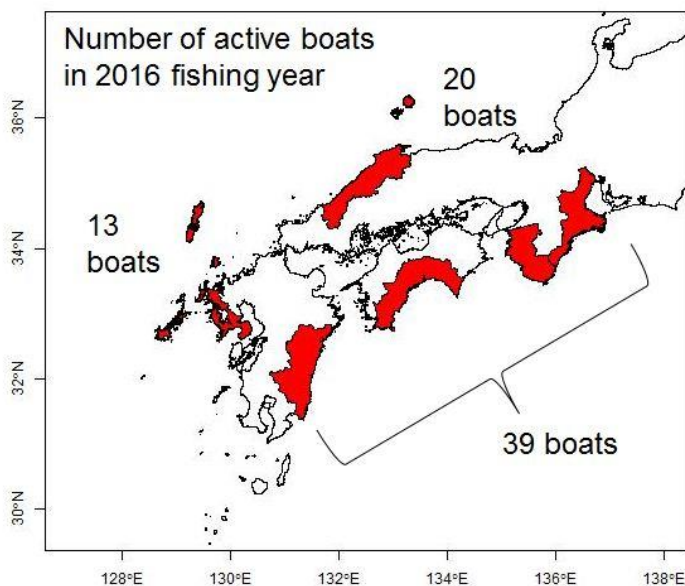 Number of active boats
in 2016 fishing year
20
boats
13
boats
39 boats
36°N
34°N
32°N
30°N
128°E
130°E
132°E
134°E
136°E
138°E